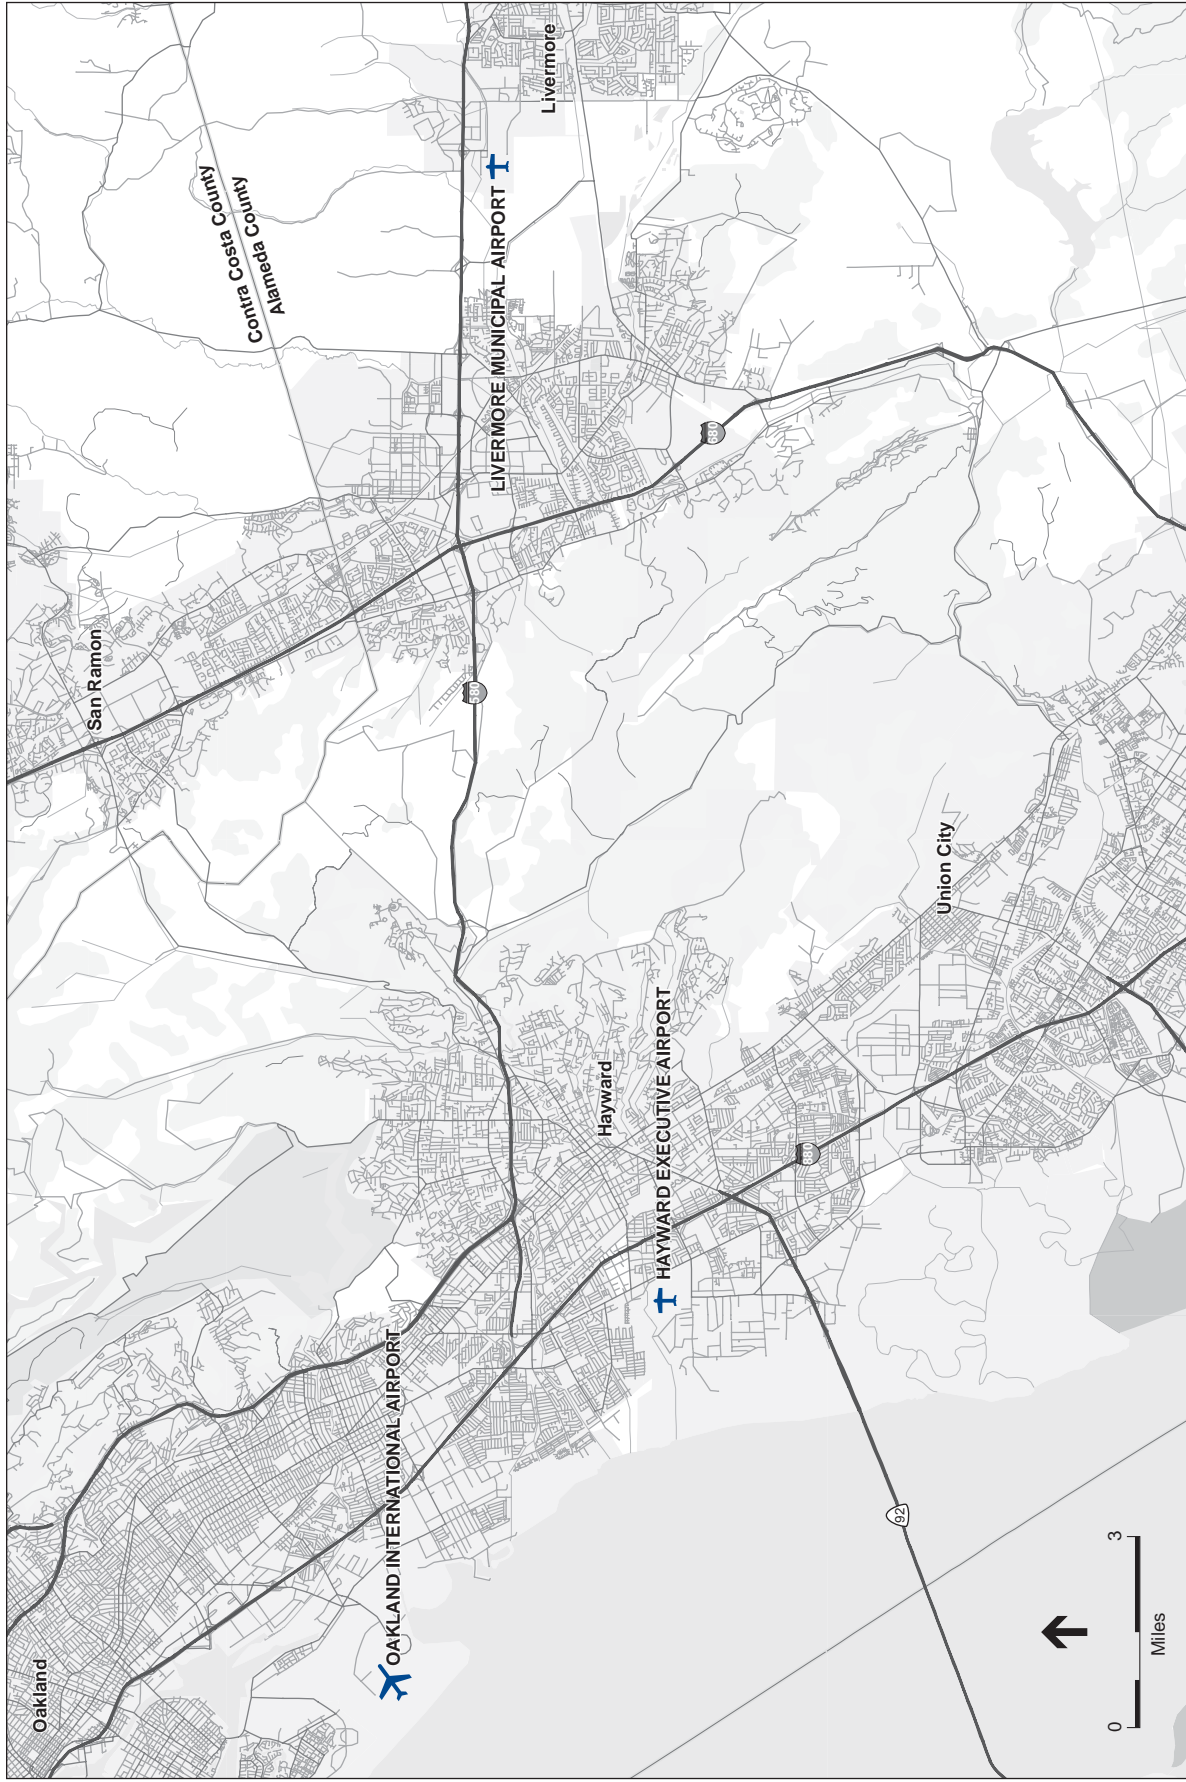 Contra Costa County
Alameda County
San Ramon
Livermore
LIVERMORE MUNICIPAL AIRPORT
680
580
Oakland
OAKLAND INTERNATIONAL AIRPORT
Hayward
HAYWARD EXECUTIVE AIRPORT
880
Union City
92
0
3
Miles